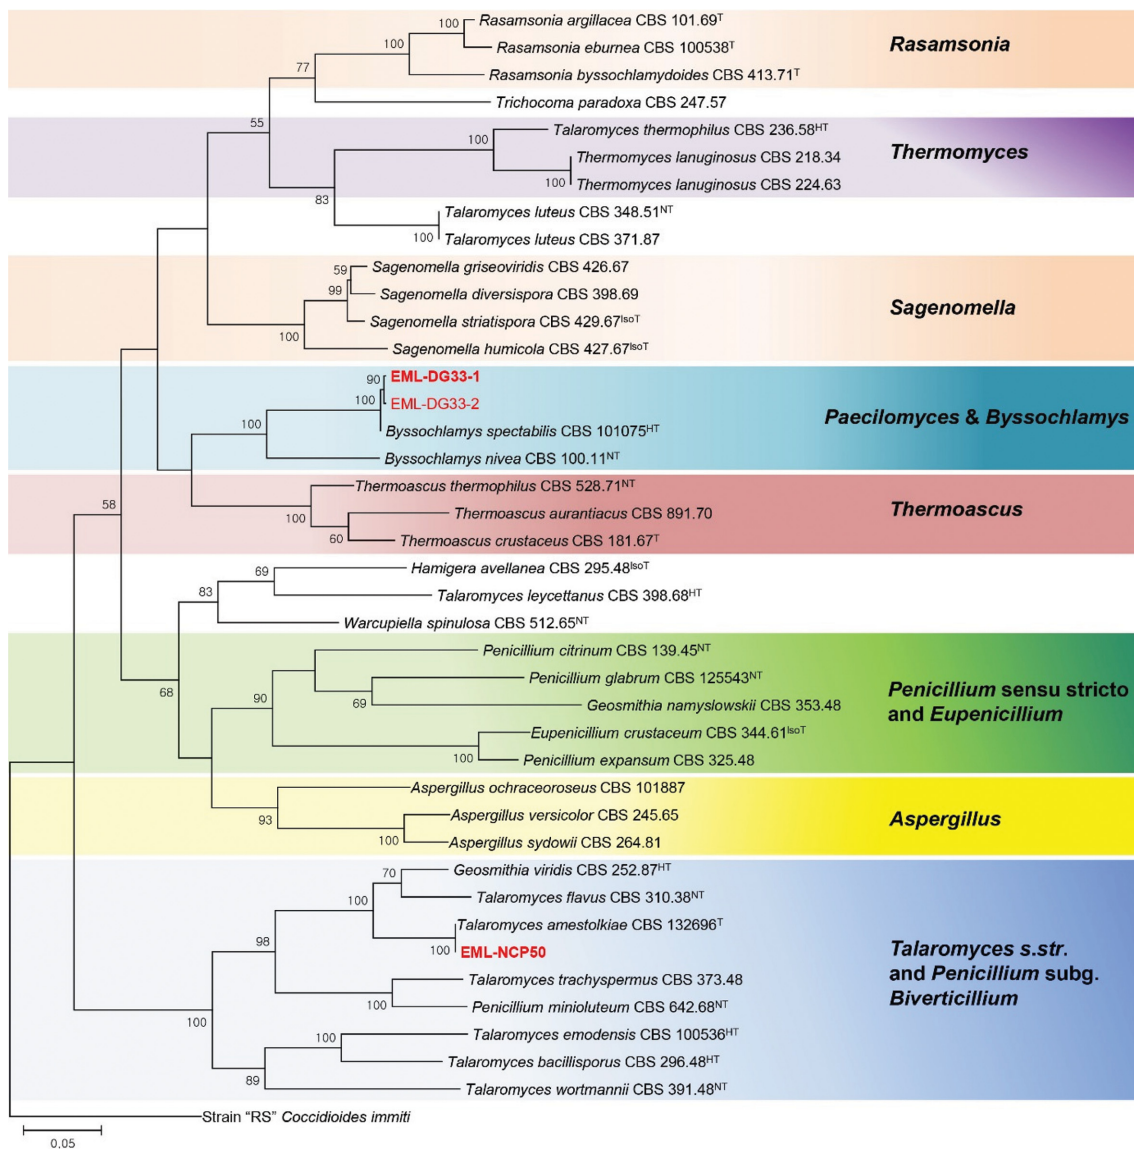 100
Rasamsonia argillacea CBS 101.69T
100
Rasamsonia eburnea CBS 100538T
Rasamsonia
77
Rasamsonia byssochlamydoides CBS 413.71T
Trichocoma paradoxa CBS 247.57
55
Talaromyces thermophilus CBS 236.58HT
100
Thermomyces lanuginosus CBS 218.34
Thermomyces
100
Thermomyces lanuginosus CBS 224.63
83
Talaromyces luteus CBS 348.51NT
100
Talaromyces luteus CBS 371.87
59
Sagenomella griseoviridis CBS 426.67
99
Sagenomella diversispora CBS 398.69
Sagenomella
Sagenomella striatispora CBS 429.67IsoT
100
Sagenomella humicola CBS 427.67IsoT
90
EML-DG33-1
100
EML-DG33-2
Paecilomyces & Byssochlamys
100
Byssochlamys spectabilis CBS 101075HT
Byssochlamys nivea CBS 100.11NT
Thermoascus thermophilus CBS 528.71NT
58
100
Thermoascus aurantiacus CBS 891.70
Thermoascus
60
Thermoascus crustaceus CBS 181.67T
69
Hamigera avellanea CBS 295.48IsoT
83
Talaromyces leycettanus CBS 398.68HT
Warcupiella spinulosa CBS 512.65NT
Penicillium citrinum CBS 139.45NT
68
90
Penicillium glabrum CBS 125543NT
69
Geosmithia namyslowskii CBS 353.48
Penicillium sensu stricto
and Eupenicillium
Eupenicillium crustaceum CBS 344.61IsoT
100
Penicillium expansum CBS 325.48
Aspergillus ochraceoroseus CBS 101887
93
Aspergillus versicolor CBS 245.65
Aspergillus
100
Aspergillus sydowii CBS 264.81
70
Geosmithia viridis CBS 252.87HT
100
Talaromyces flavus CBS 310.38NT
Talaromyces amestolkiae CBS 132696T
98
100
EML-NCP50
Talaromyces s.str.
and Penicillium subg.
Biverticillium
Talaromyces trachyspermus CBS 373.48
100
Penicillium minioluteum CBS 642.68NT
100
100
Talaromyces emodensis CBS 100536HT
Talaromyces bacillisporus CBS 296.48HT
89
Talaromyces wortmannii CBS 391.48NT
Strain “RS” Coccidioides immiti
0,05